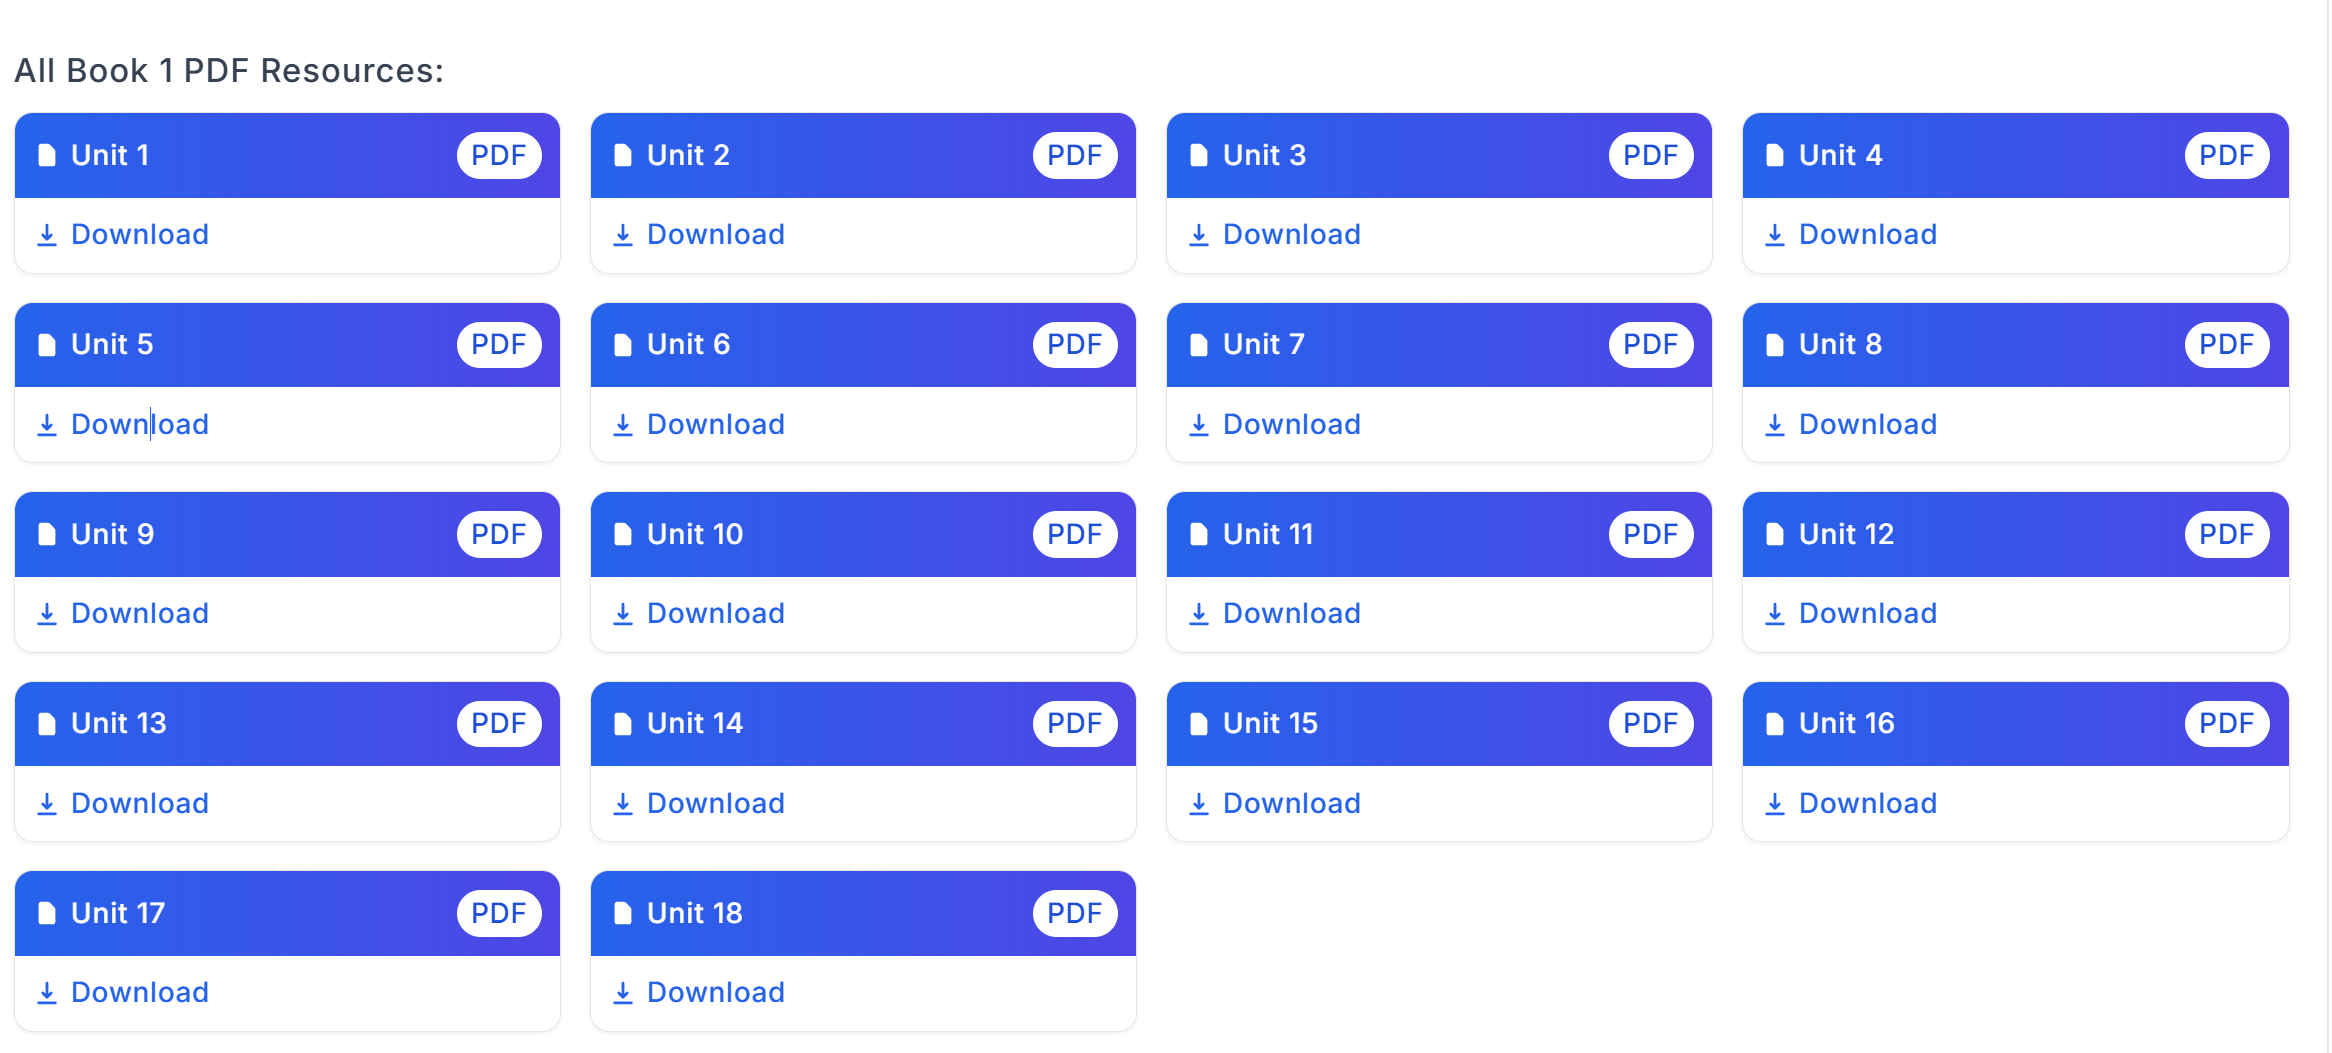 All Book 1 PDF Resources:
Unit 1 PDF Unit 2 PDF Unit 3 PDF Unit 4 PDF
Download Download Download Download
Unit 5 PDF Unit 6 PDF Unit 7 PDF Unit 8 PDF
Download Download Download Download
Unit 9 PDF Unit 10 PDF Unit 11 PDF Unit 12 PDF
Download Download Download Download
Unit 13 PDF Unit 14 PDF Unit 15 PDF Unit 16 PDF
Download Download Download Download
Unit 17 PDF Unit 18 PDF
Download Download